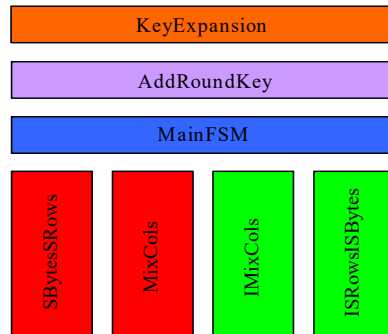 KeyExpansion
AddRoundKey
MainFSM
SBytesSRows
MixCols
IMixCols
ISRowsISBytes